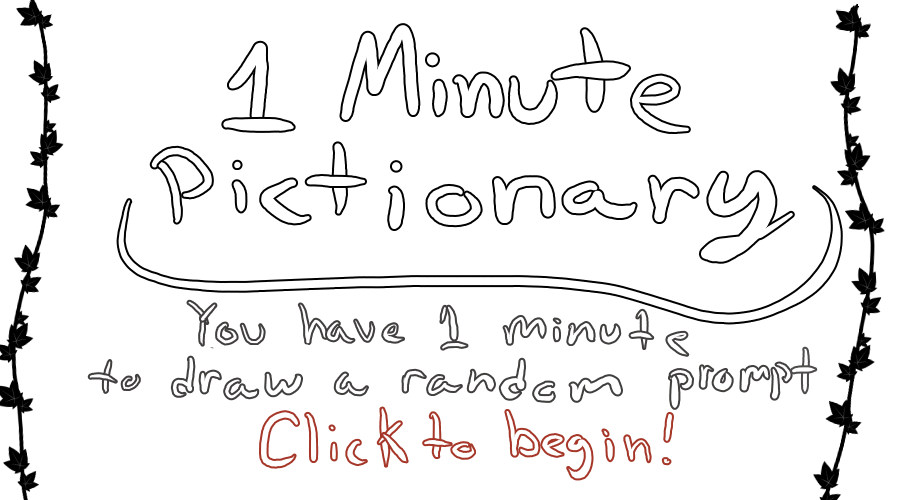 1 Minute
Pictionary
You have 1 minute
to draw a random prompt
Click to begin!